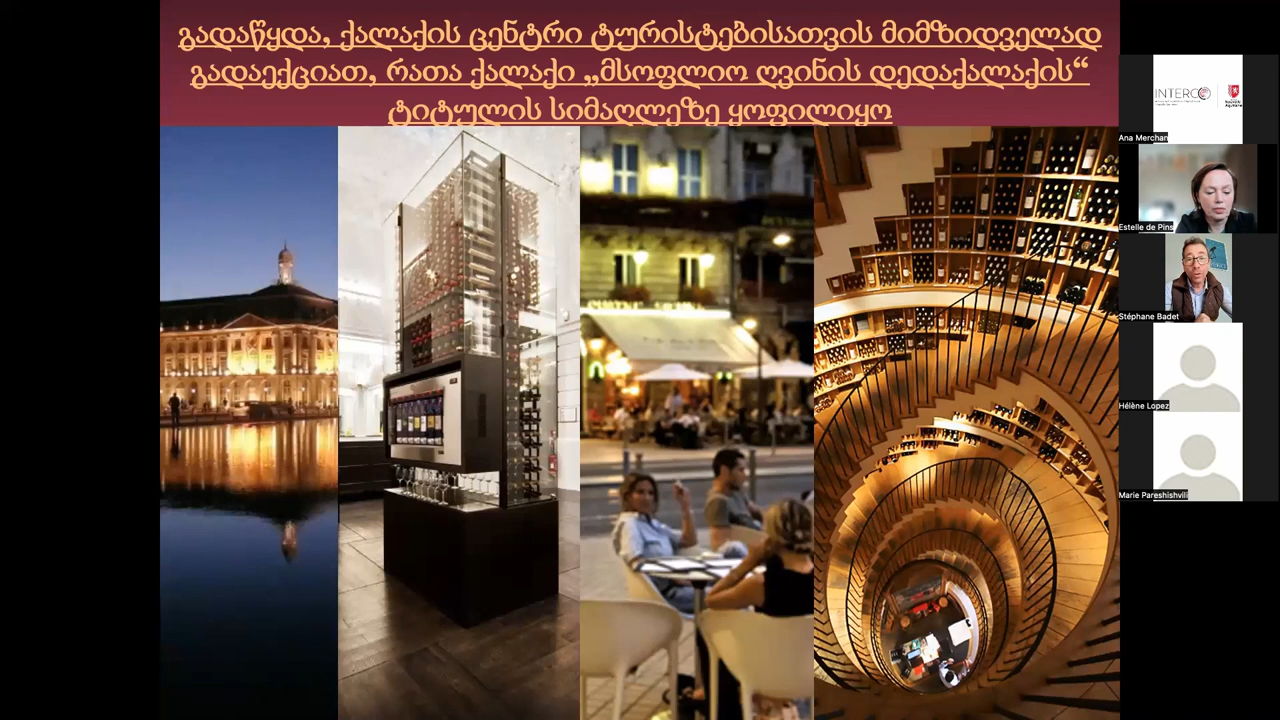 გადაწყდა, ქალაქის ცენტრი ტურისტებისათვის მიმზიდველად
გადაექციათ, რათა ქალაქი „მსოფლიო ღვინის დედაქალაქის“
ტიტულის სიმაღლეზე ყოფილიყო
INTERCO
Ana Merchan
Estelle de Pins
Stéphane Badet
Hélène Lopez
Marie Pareshishvili